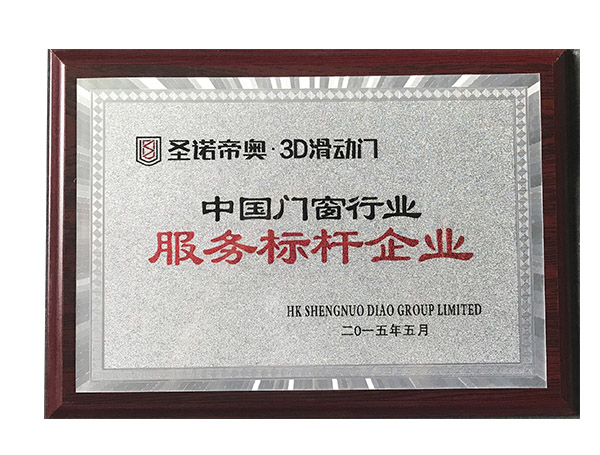 圣诺帝奥·3D滑动门
中国门窗行业
服务标杆企业
HK SHENGNUO DIAO GROUP LIMITED
二O一五年五月